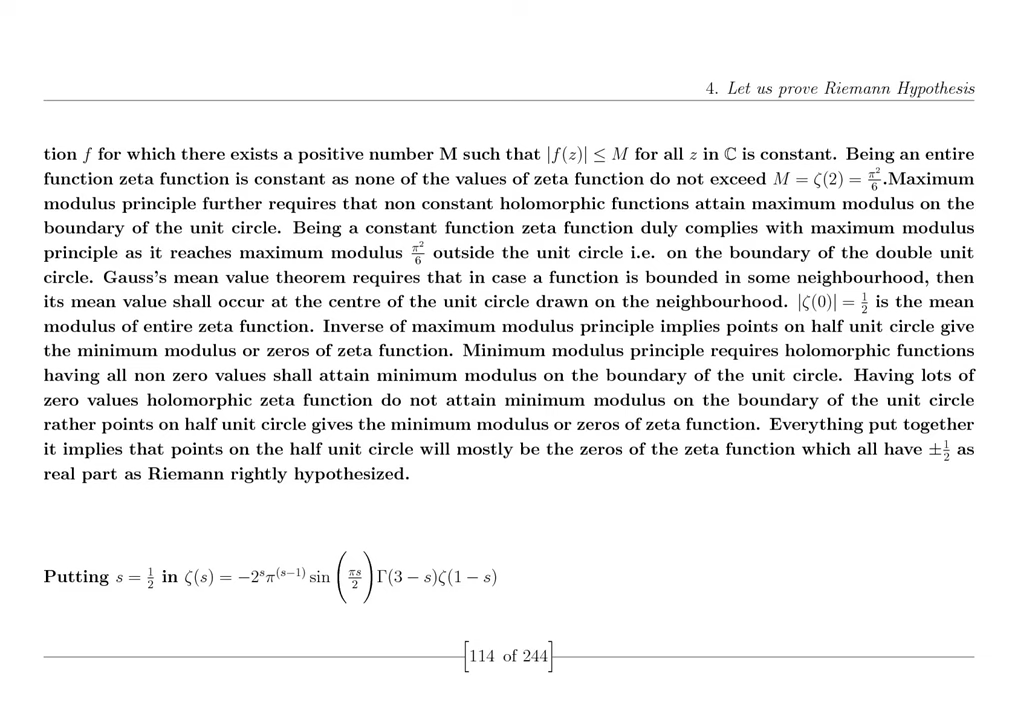 4. Let us prove Riemann Hypothesis
tion f for which there exists a positive number M such that |f(z)| ≤ M for all z in ℂ is constant. Being an entire
function zeta function is constant as none of the values of zeta function do not exceed M = ζ(2) = π²/6.Maximum
modulus principle further requires that non constant holomorphic functions attain maximum modulus on the
boundary of the unit circle. Being a constant function zeta function duly complies with maximum modulus
principle as it reaches maximum modulus π²/6 outside the unit circle i.e. on the boundary of the double unit
circle. Gauss's mean value theorem requires that in case a function is bounded in some neighbourhood, then
its mean value shall occur at the centre of the unit circle drawn on the neighbourhood. |ζ(0)| = 1/2 is the mean
modulus of entire zeta function. Inverse of maximum modulus principle implies points on half unit circle give
the minimum modulus or zeros of zeta function. Minimum modulus principle requires holomorphic functions
having all non zero values shall attain minimum modulus on the boundary of the unit circle. Having lots of
zero values holomorphic zeta function do not attain minimum modulus on the boundary of the unit circle
rather points on half unit circle gives the minimum modulus or zeros of zeta function. Everything put together
it implies that points on the half unit circle will mostly be the zeros of the zeta function which all have ±1/2 as
real part as Riemann rightly hypothesized.
Putting s = 1/2 in ζ(s) = −2^s π^(s−1) sin (πs/2) Γ(3 − s)ζ(1 − s)
[114 of 244]